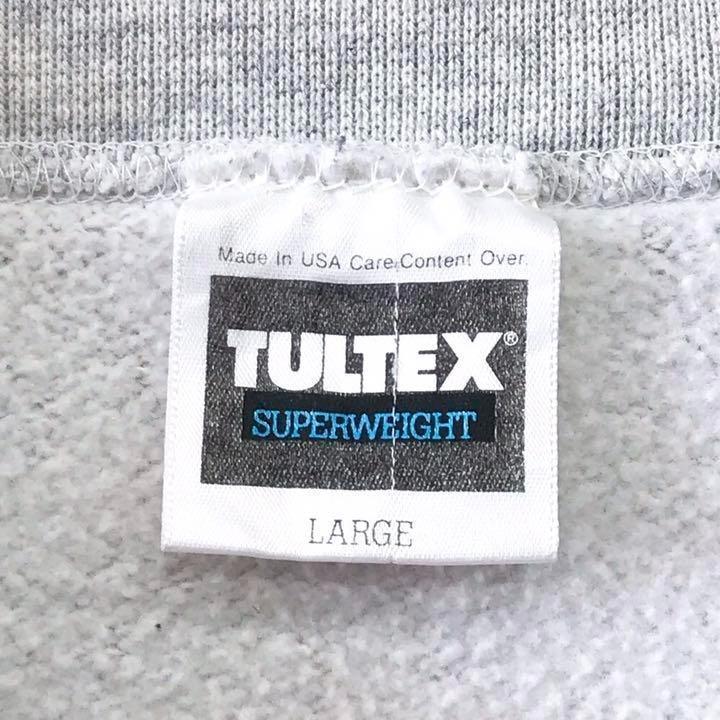 Made In USA Care, Content Over.
TULTEX®
SUPERWEIGHT
LARGE